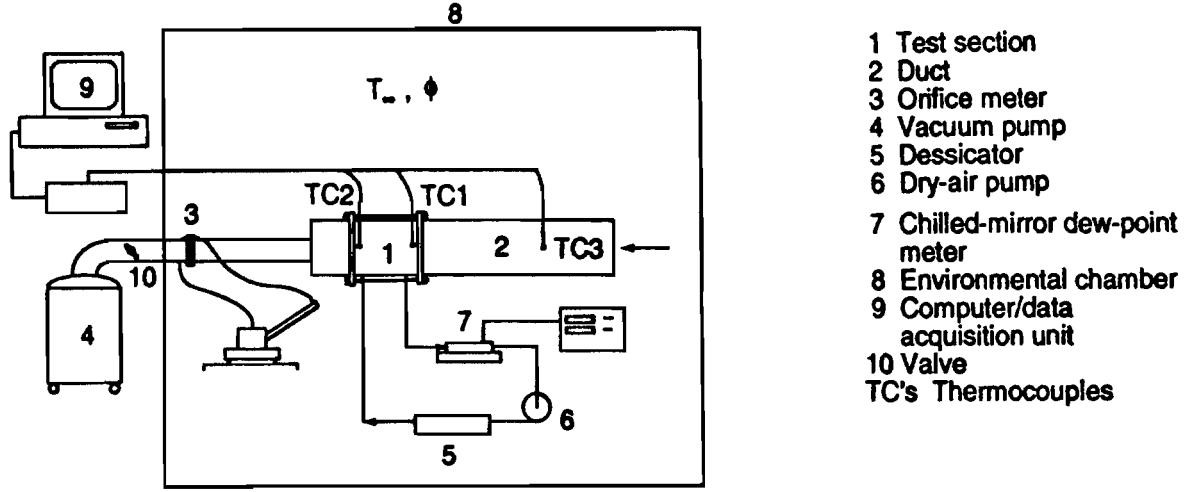 8
9
T∞ , ϕ
TC2
TC1
3
1
2
TC3
10
4
7
6
5
1 Test section
2 Duct
3 Orifice meter
4 Vacuum pump
5 Dessicator
6 Dry-air pump
7 Chilled-mirror dew-point
meter
8 Environmental chamber
9 Computer/data
acquisition unit
10 Valve
TC's Thermocouples